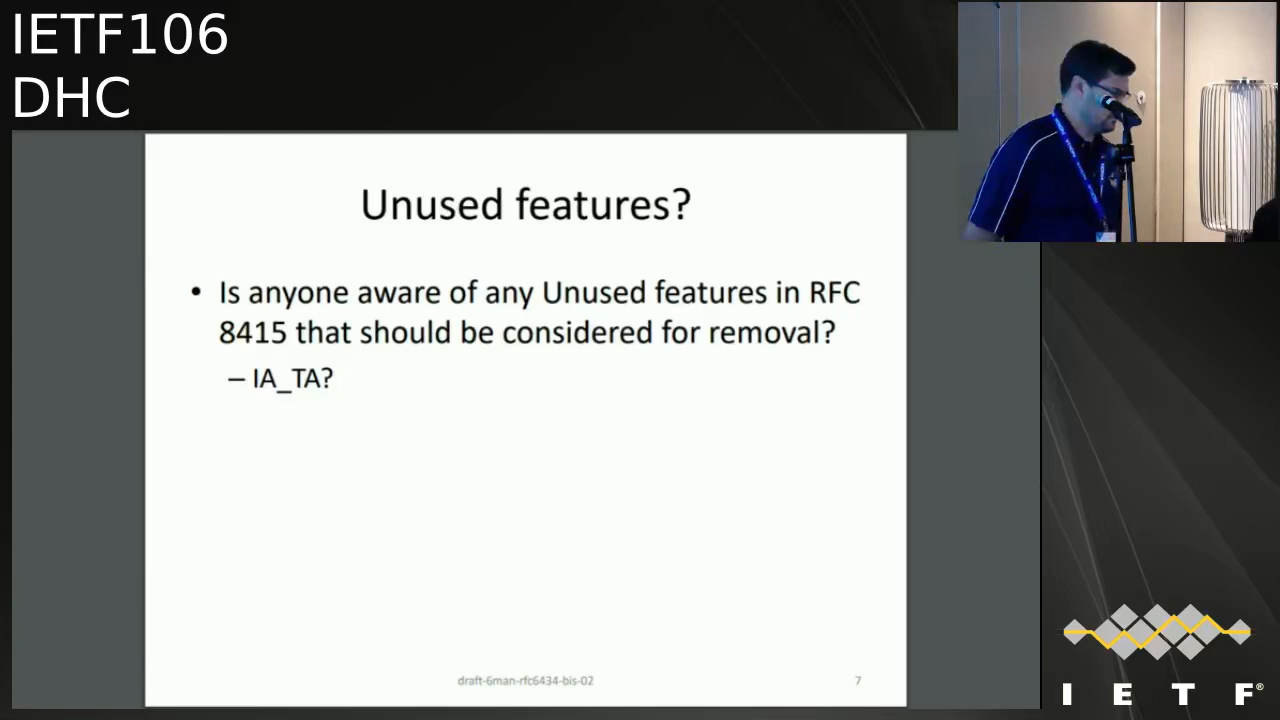 IETF106
DHC
Unused features?
• Is anyone aware of any Unused features in RFC
8415 that should be considered for removal?
– IA_TA?
draft-6man-rfc6434-bis-02
7
I E T F®